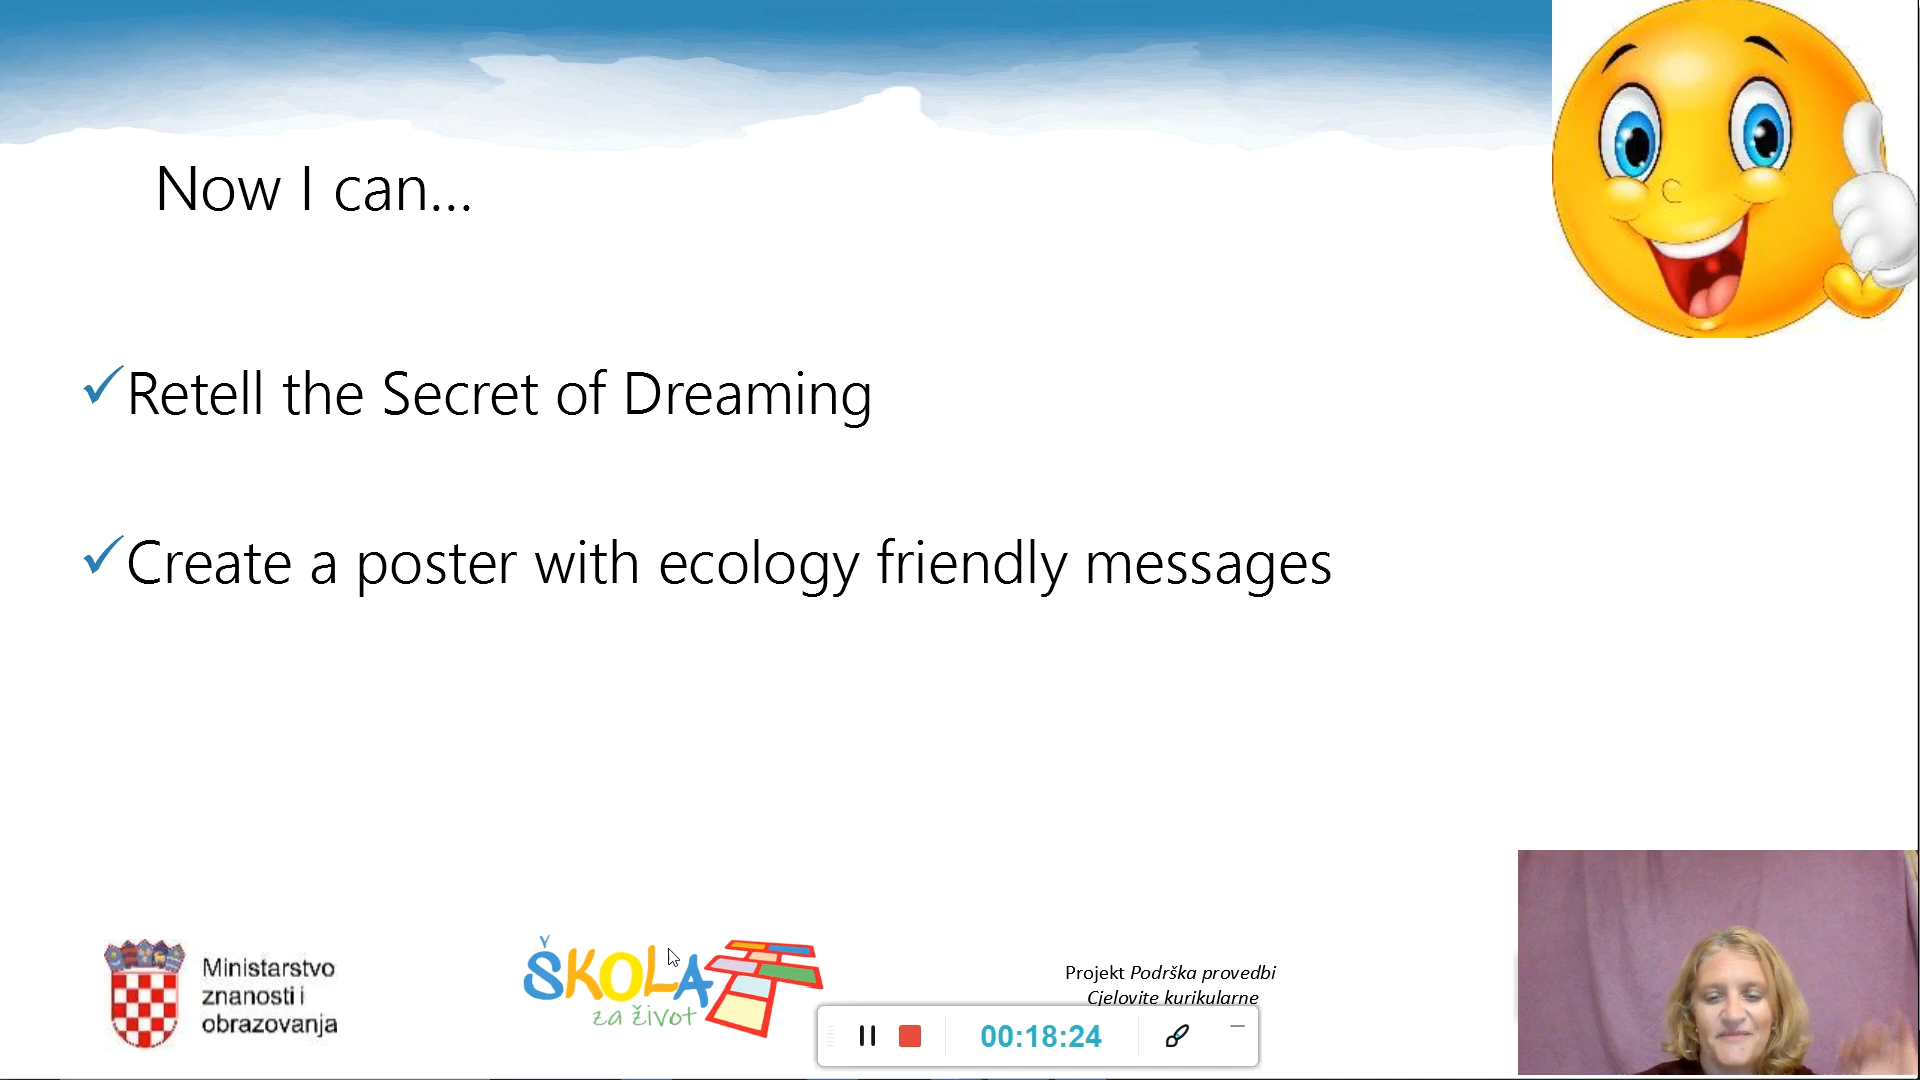 Now I can...
✓Retell the Secret of Dreaming
✓Create a poster with ecology friendly messages
Ministarstvo
znanosti i
obrazovanja
ŠKOLA
za život
Projekt Podrška provedbi
Cjelovite kurikularne
00:18:24